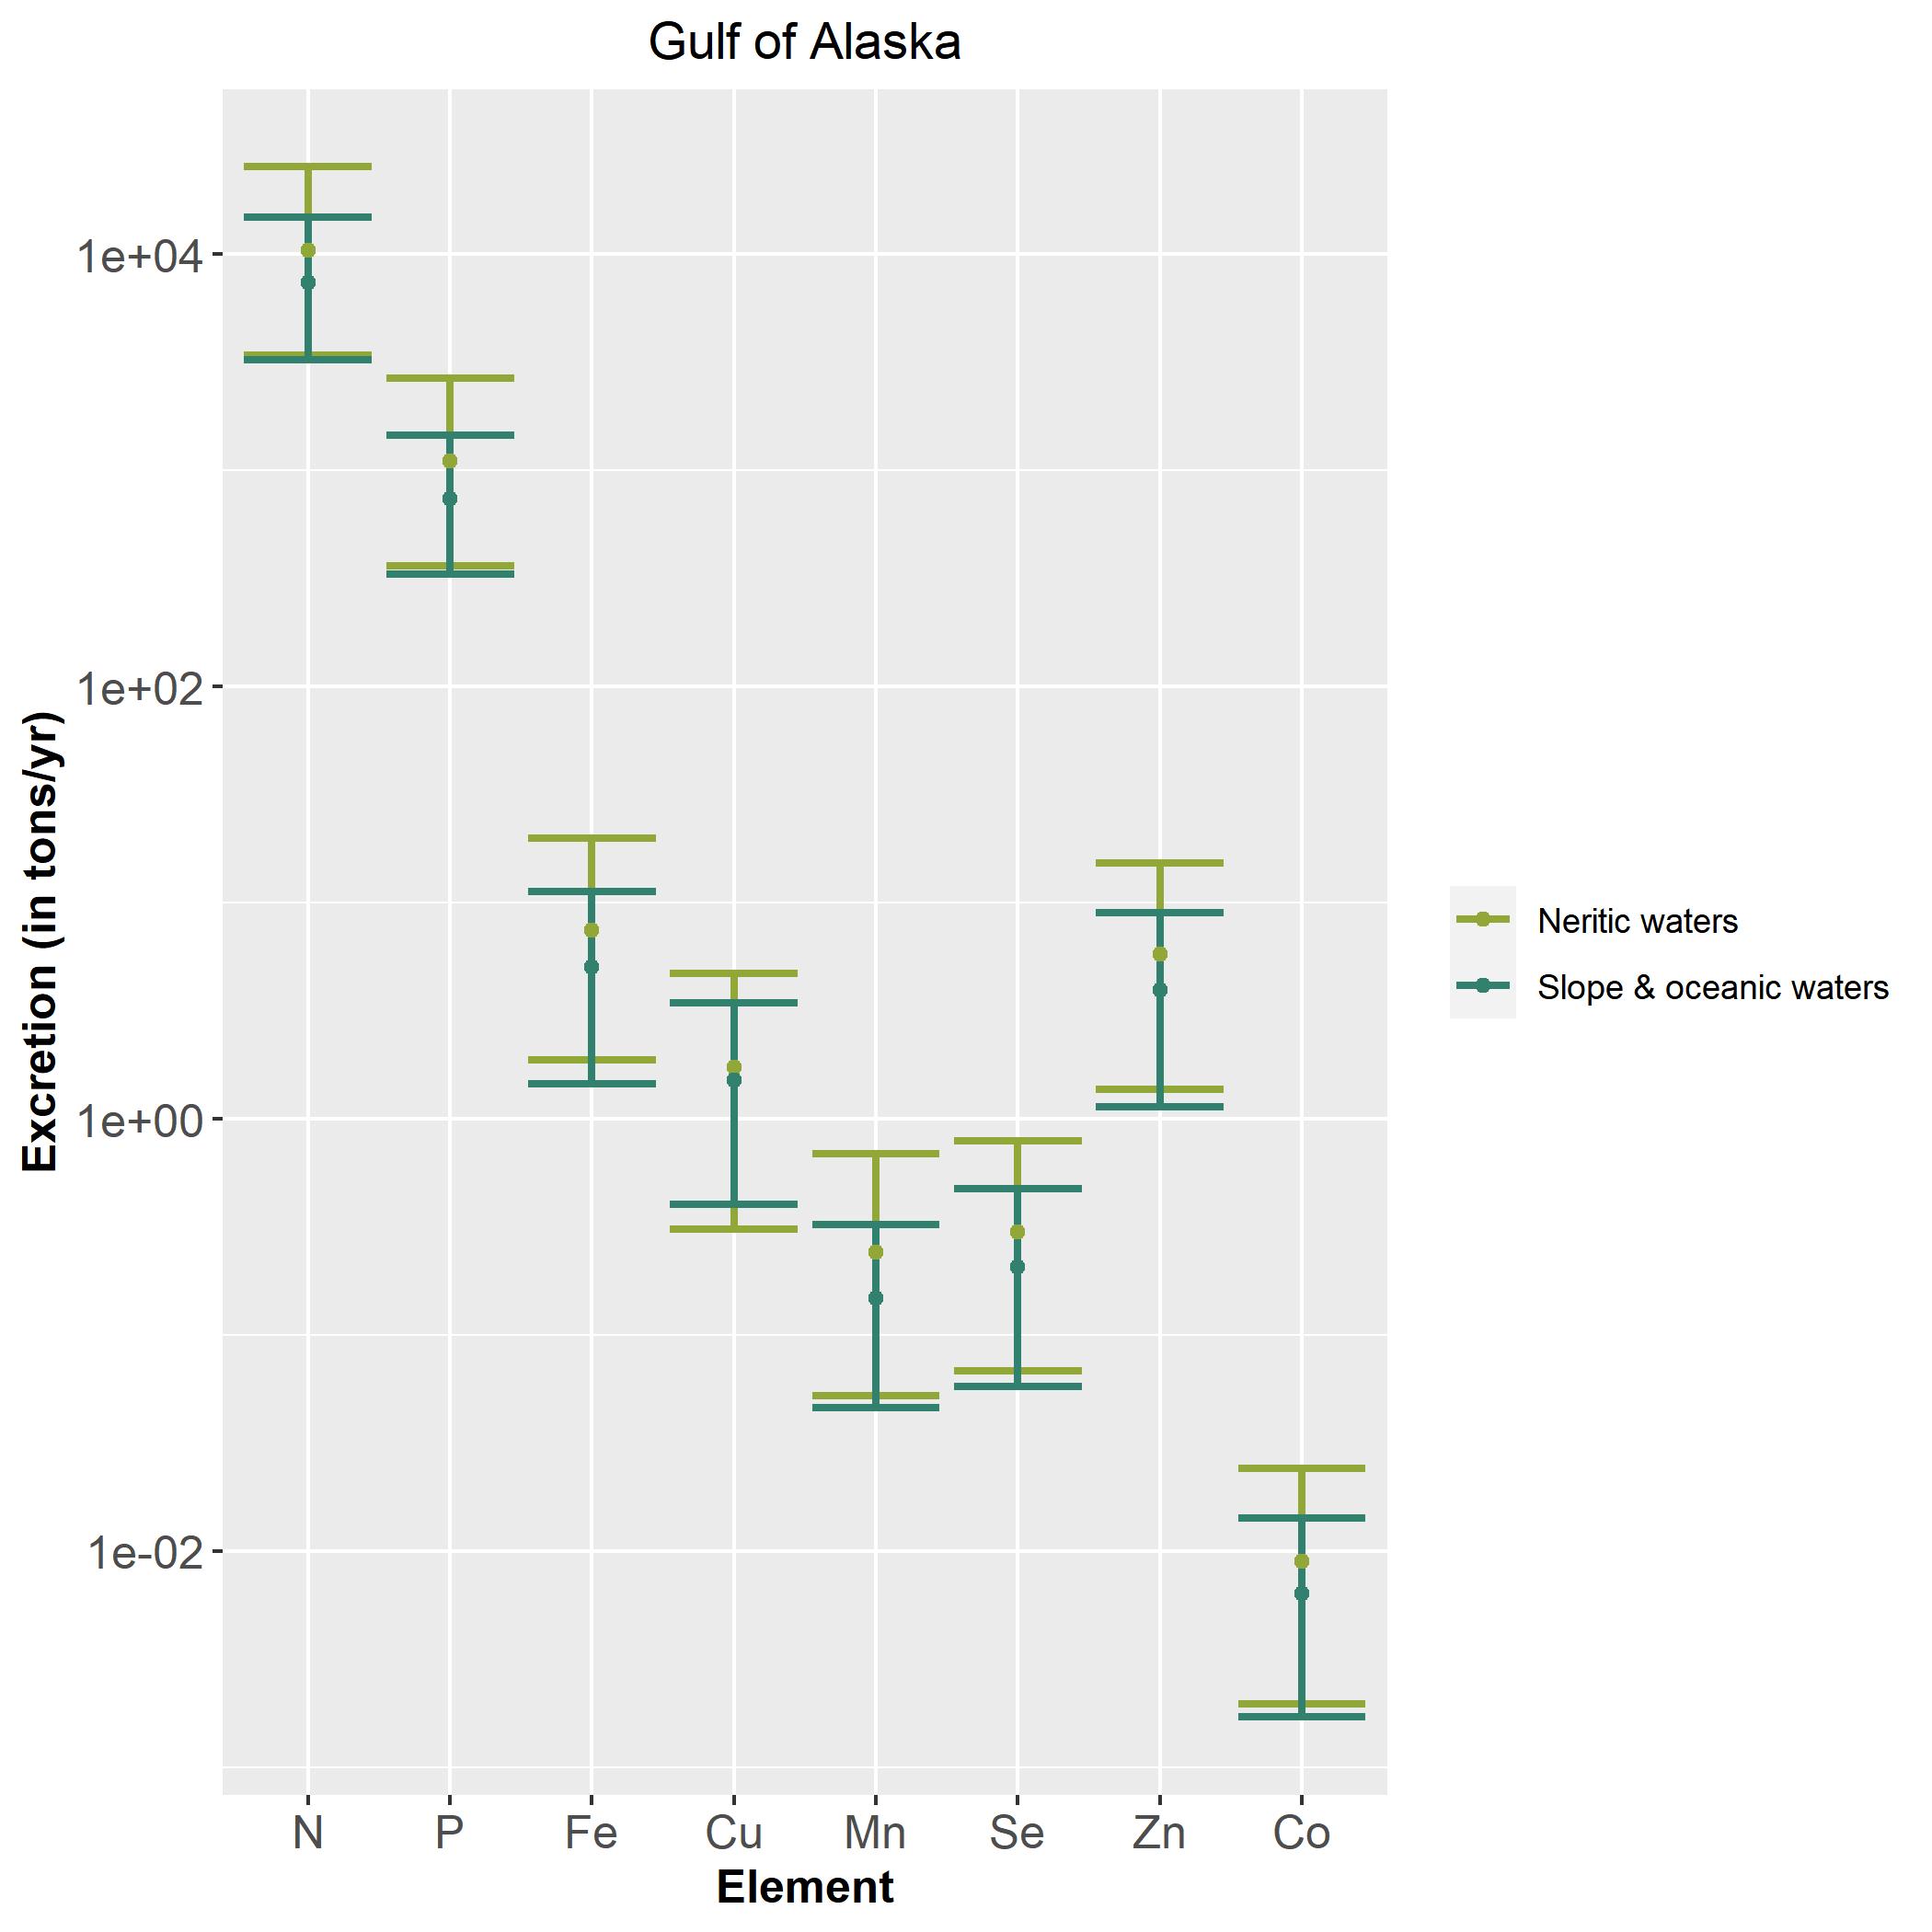 Gulf of Alaska
Excretion (in tons/yr)
1e+04
1e+02
1e+00
1e-02
N P Fe Cu Mn Se Zn Co
Element
Neritic waters
Slope & oceanic waters